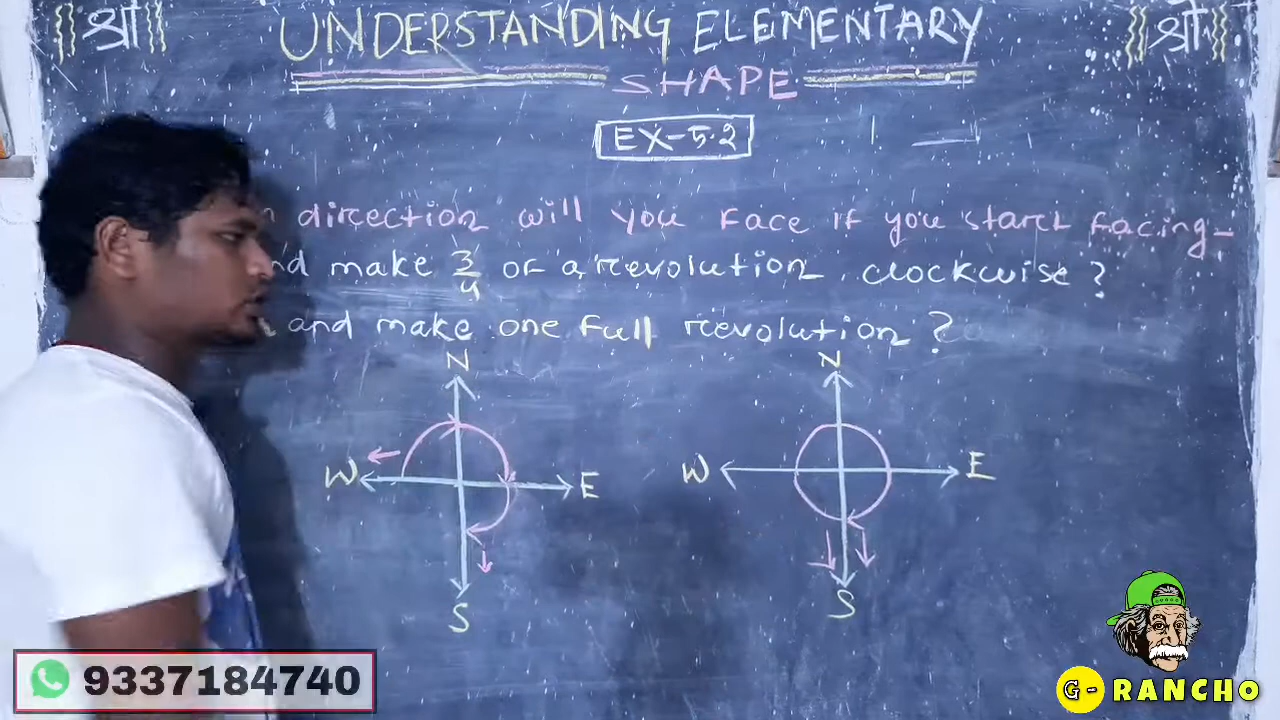 श्री UNDERSTANDING ELEMENTARY श्री
SHAPE
EX-5.2
direction will you face if you start facing-
and make 3/4 of a revolution clockwise ?
and make one full revolution ?
N N
W E W E
S S
9337184740
G-RANCHO